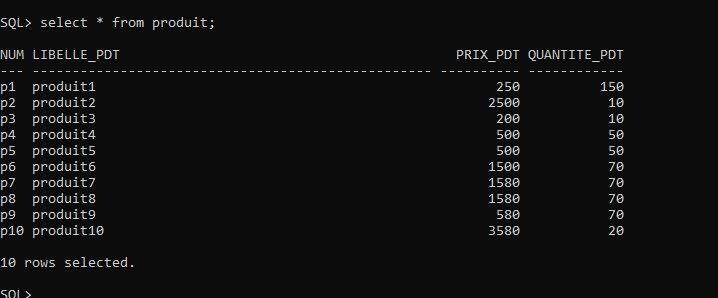 SQL> select * from produit;
NUM LIBELLE_PDT PRIX_PDT QUANTITE_PDT
--- -------------------------------------------------- ---------- ------------
p1 produit1 250 150
p2 produit2 2500 10
p3 produit3 200 10
p4 produit4 500 50
p5 produit5 500 50
p6 produit6 1500 70
p7 produit7 1580 70
p8 produit8 1580 70
p9 produit9 580 70
p10 produit10 3580 20
10 rows selected.
SQL>